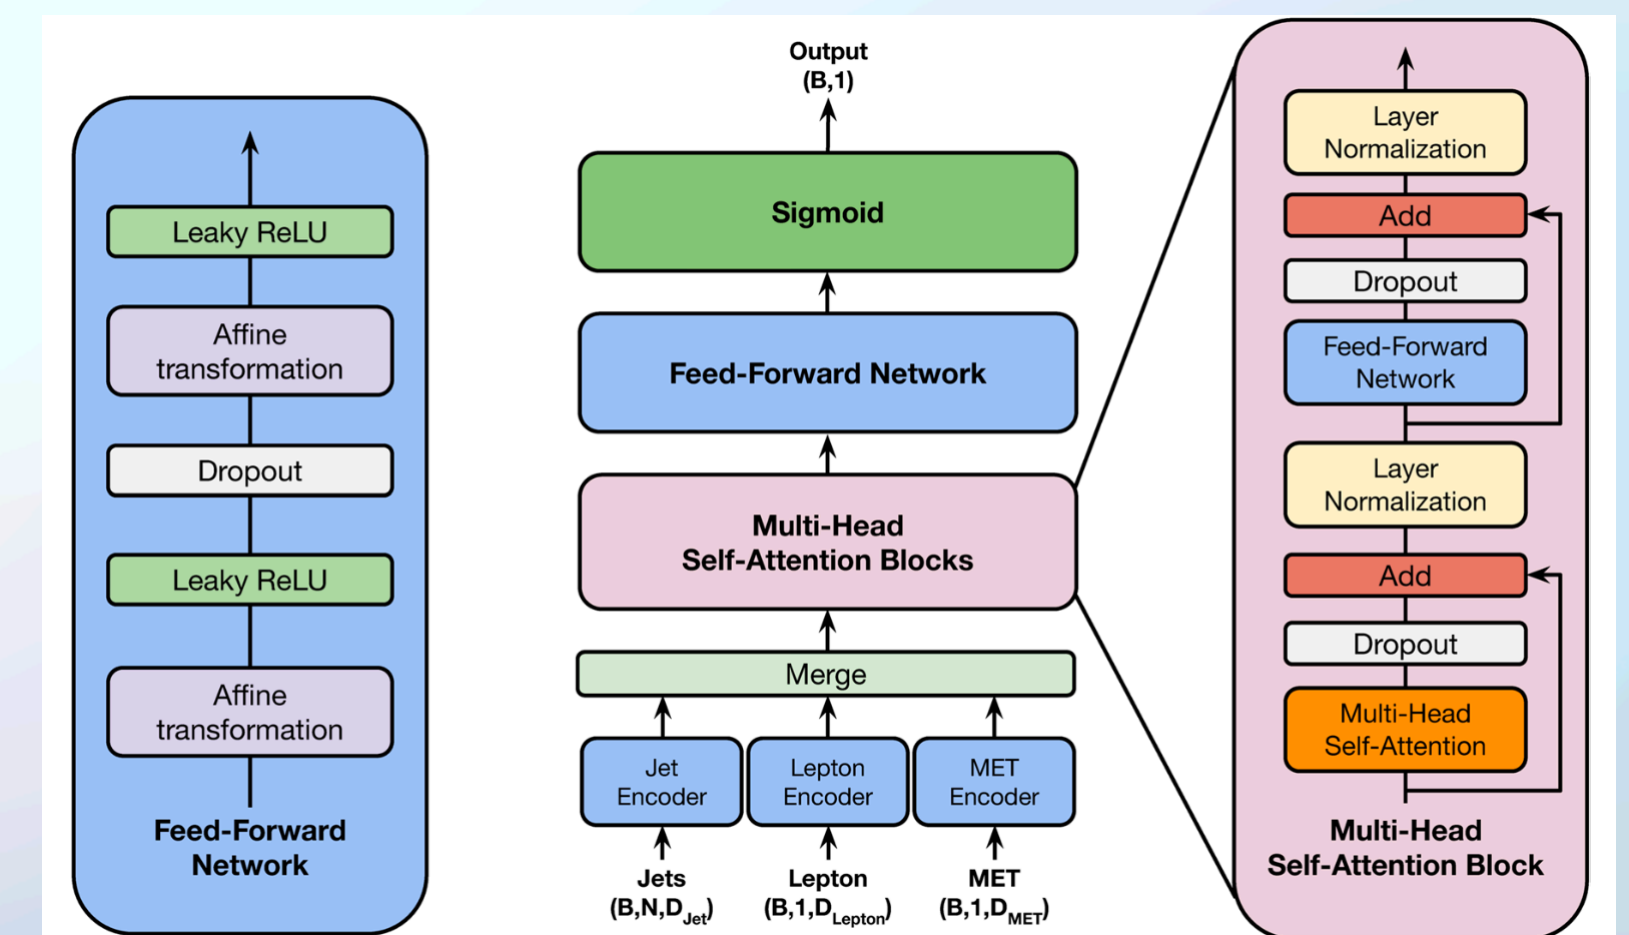 Leaky ReLU
Affine
transformation
Dropout
Leaky ReLU
Affine
transformation
Feed-Forward
Network
Output
(B,1)
Sigmoid
Feed-Forward Network
Multi-Head
Self-Attention Blocks
Merge
Jet
Encoder
Lepton
Encoder
MET
Encoder
Jets
(B,N,D_Jet)
Lepton
(B,1,D_Lepton)
MET
(B,1,D_MET)
Layer
Normalization
Add
Dropout
Feed-Forward
Network
Layer
Normalization
Add
Dropout
Multi-Head
Self-Attention
Multi-Head
Self-Attention Block